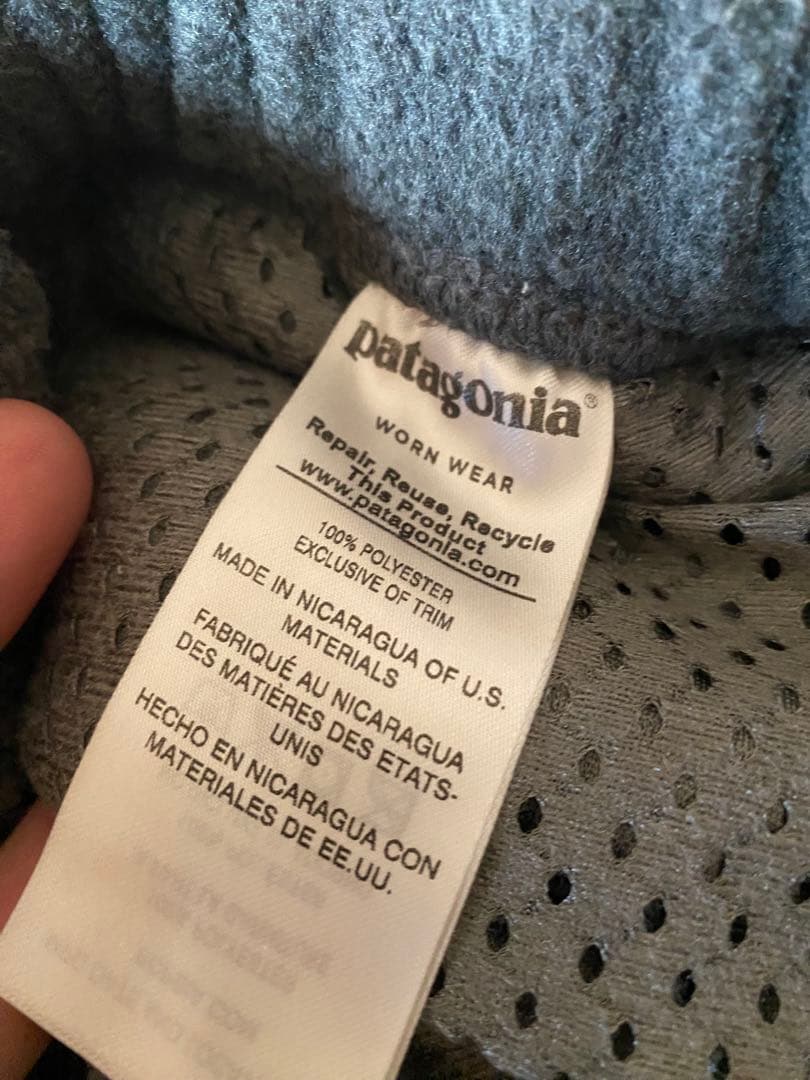 patagonia®
WORN WEAR
Repair, Reuse, Recycle
This Product
www.patagonia.com
100% POLYESTER
EXCLUSIVE OF TRIM
MADE IN NICARAGUA OF U.S.
MATERIALS
FABRIQUÉ AU NICARAGUA
DES MATIÈRES DES ETATS-
UNIS
HECHO EN NICARAGUA CON
MATERIALES DE EE.UU.